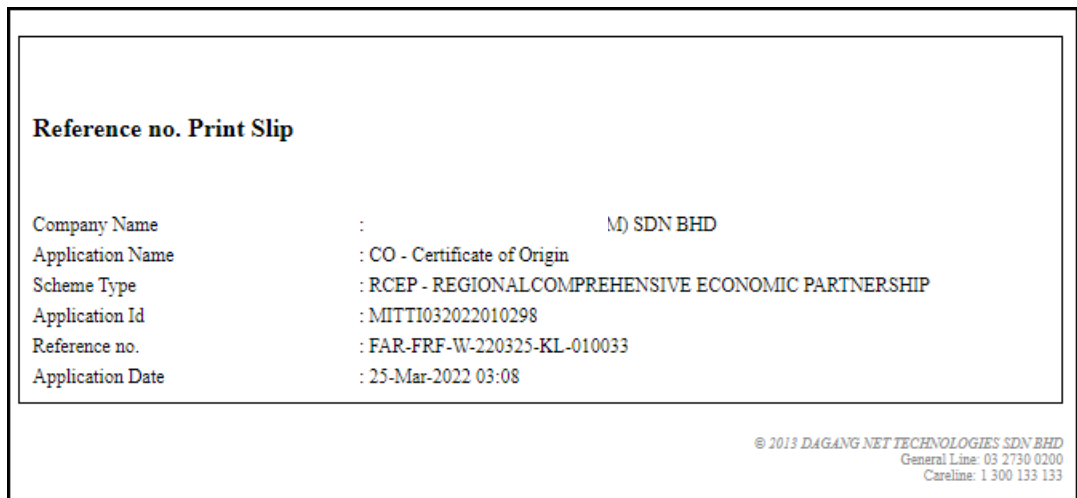 Reference no. Print Slip
Company Name : M) SDN BHD
Application Name : CO - Certificate of Origin
Scheme Type : RCEP - REGIONALCOMPREHENSIVE ECONOMIC PARTNERSHIP
Application Id : MITTI032022010298
Reference no. : FAR-FRF-W-220325-KL-010033
Application Date : 25-Mar-2022 03:08
© 2013 DAGANG NET TECHNOLOGIES SDN BHD
General Line: 03 2730 0200
Careline: 1 300 133 133